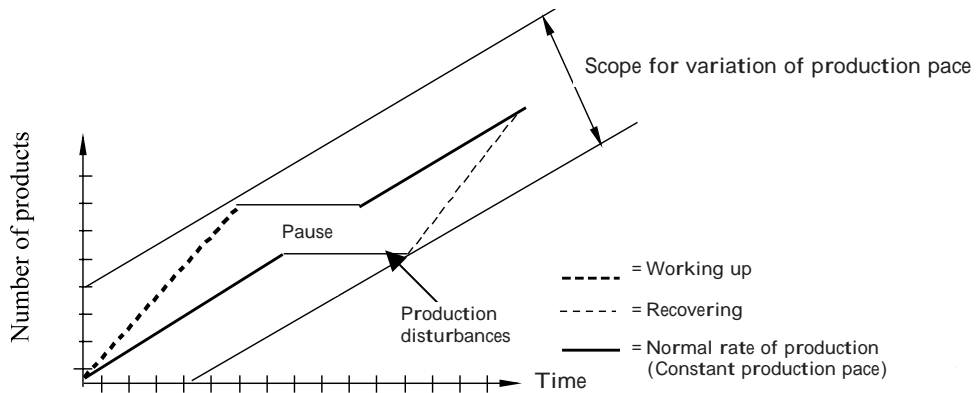 Scope for variation of production pace
Number of products
Pause
Production
disturbances
Time
= Working up
= Recovering
= Normal rate of production
(Constant production pace)